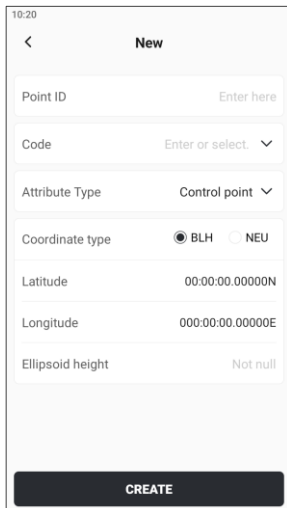 10:20
New
Point ID Enter here
Code Enter or select.
Attribute Type Control point
Coordinate type BLH NEU
Latitude 00:00:00.00000N
Longitude 000:00:00.00000E
Ellipsoid height Not null
CREATE